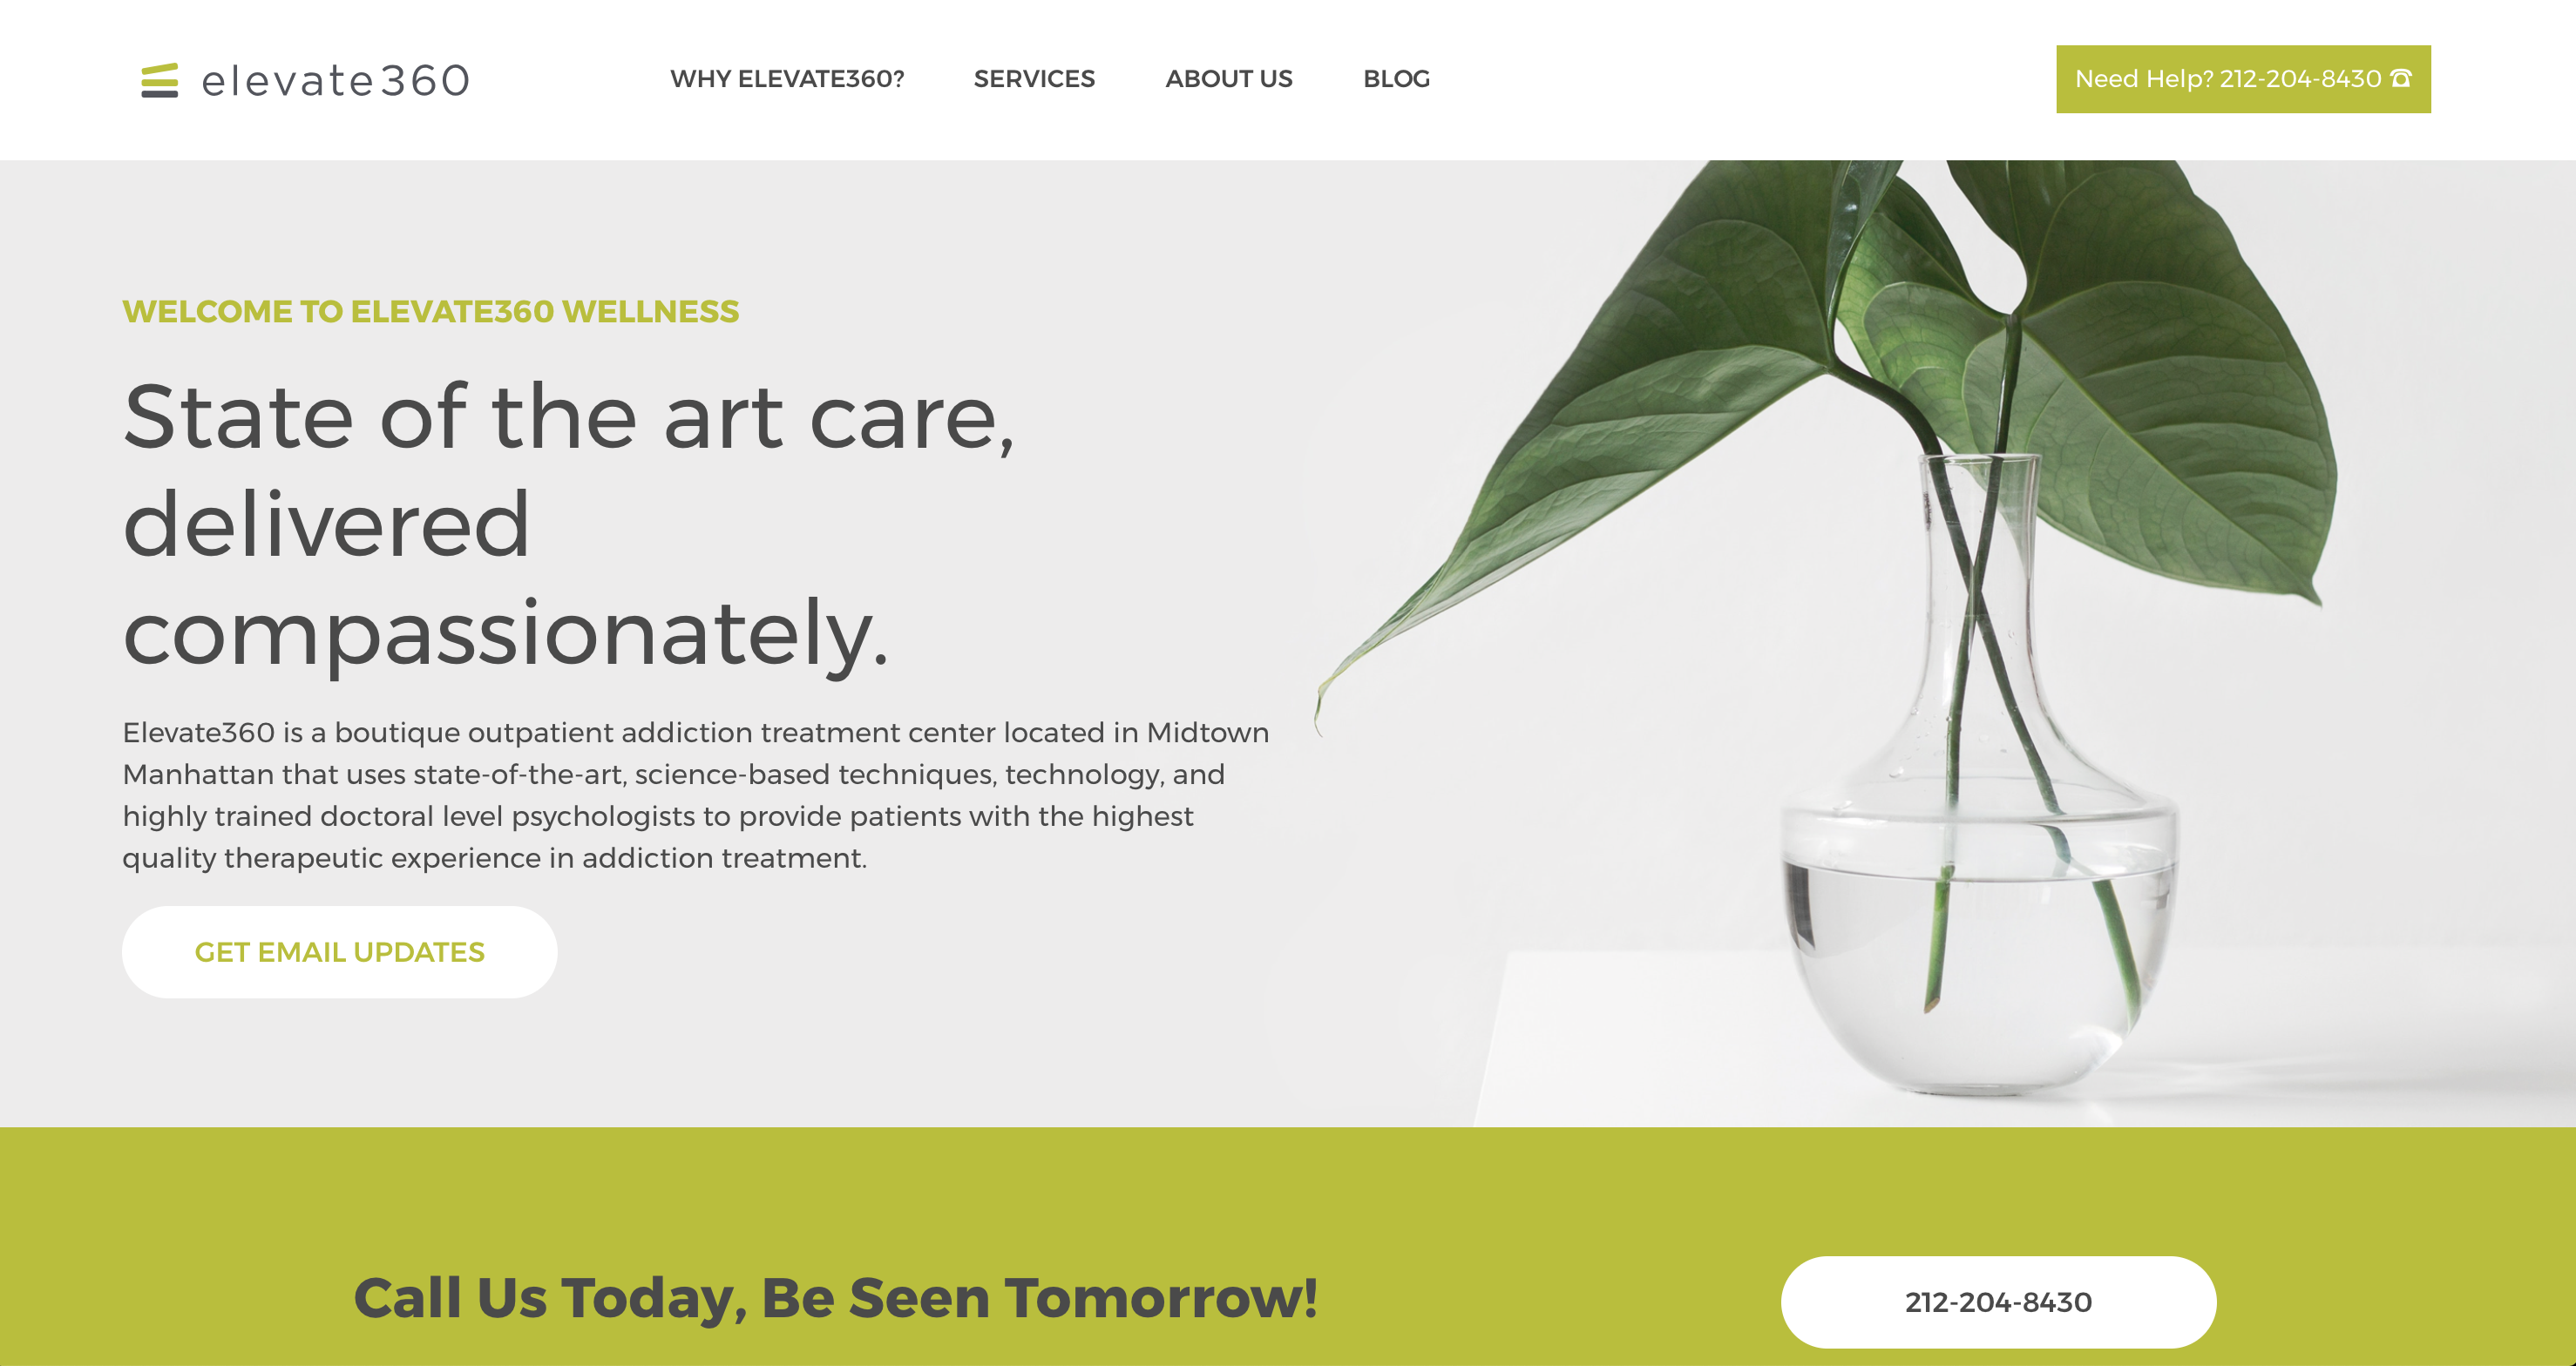 elevate360
WHY ELEVATE360?
SERVICES
ABOUT US
BLOG
Need Help? 212-204-8430 ☎
WELCOME TO ELEVATE360 WELLNESS
State of the art care,
delivered
compassionately.
Elevate360 is a boutique outpatient addiction treatment center located in Midtown
Manhattan that uses state-of-the-art, science-based techniques, technology, and
highly trained doctoral level psychologists to provide patients with the highest
quality therapeutic experience in addiction treatment.
GET EMAIL UPDATES
Call Us Today, Be Seen Tomorrow!
212-204-8430